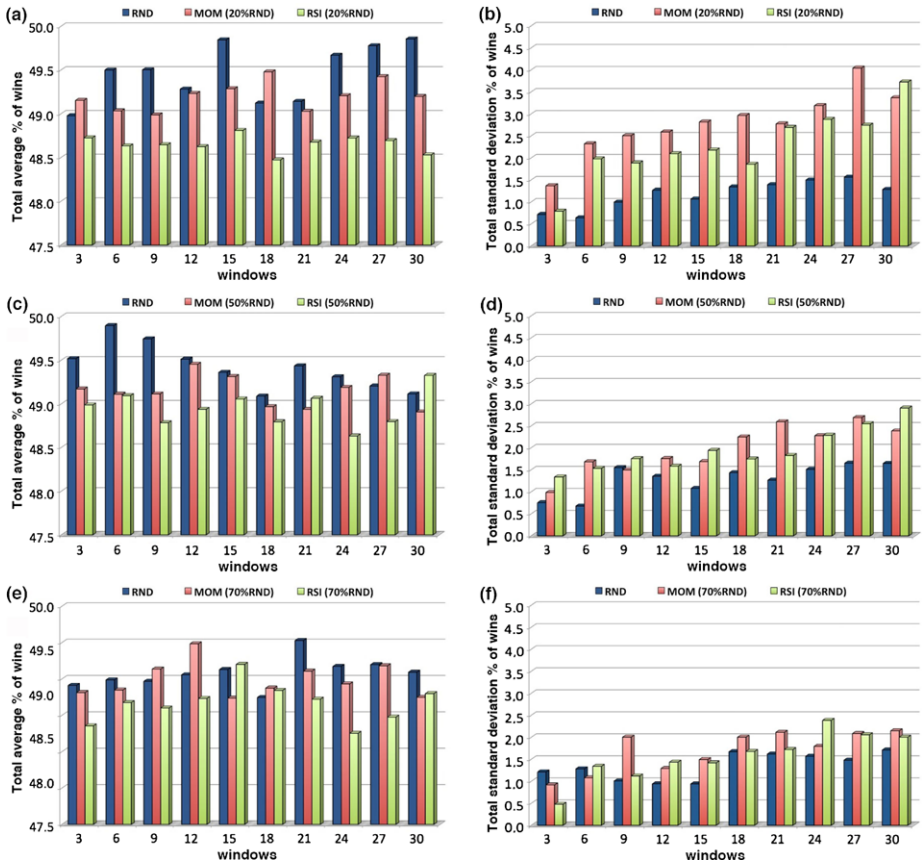 (a)
RND MOM (20%RND) RSI (20%RND)
50.0
49.5
49.0
48.5
48.0
47.5
Total average % of wins
3 6 9 12 15 18 21 24 27 30
windows
(b)
RND MOM (20%RND) RSI (20%RND)
5.0
4.5
4.0
3.5
3.0
2.5
2.0
1.5
1.0
0.5
0.0
Total standard deviation % of wins
3 6 9 12 15 18 21 24 27 30
windows
(c)
RND MOM (50%RND) RSI (50%RND)
50.0
49.5
49.0
48.5
48.0
47.5
Total average % of wins
3 6 9 12 15 18 21 24 27 30
windows
(d)
RND MOM (50%RND) RSI (50%RND)
5.0
4.5
4.0
3.5
3.0
2.5
2.0
1.5
1.0
0.5
0.0
Total standard deviation % of wins
3 6 9 12 15 18 21 24 27 30
windows
(e)
RND MOM (70%RND) RSI (70%RND)
50.0
49.5
49.0
48.5
48.0
47.5
Total average % of wins
3 6 9 12 15 18 21 24 27 30
windows
(f)
RND MOM (70%RND) RSI (70%RND)
5.0
4.5
4.0
3.5
3.0
2.5
2.0
1.5
1.0
0.5
0.0
Total standard deviation % of wins
3 6 9 12 15 18 21 24 27 30
windows